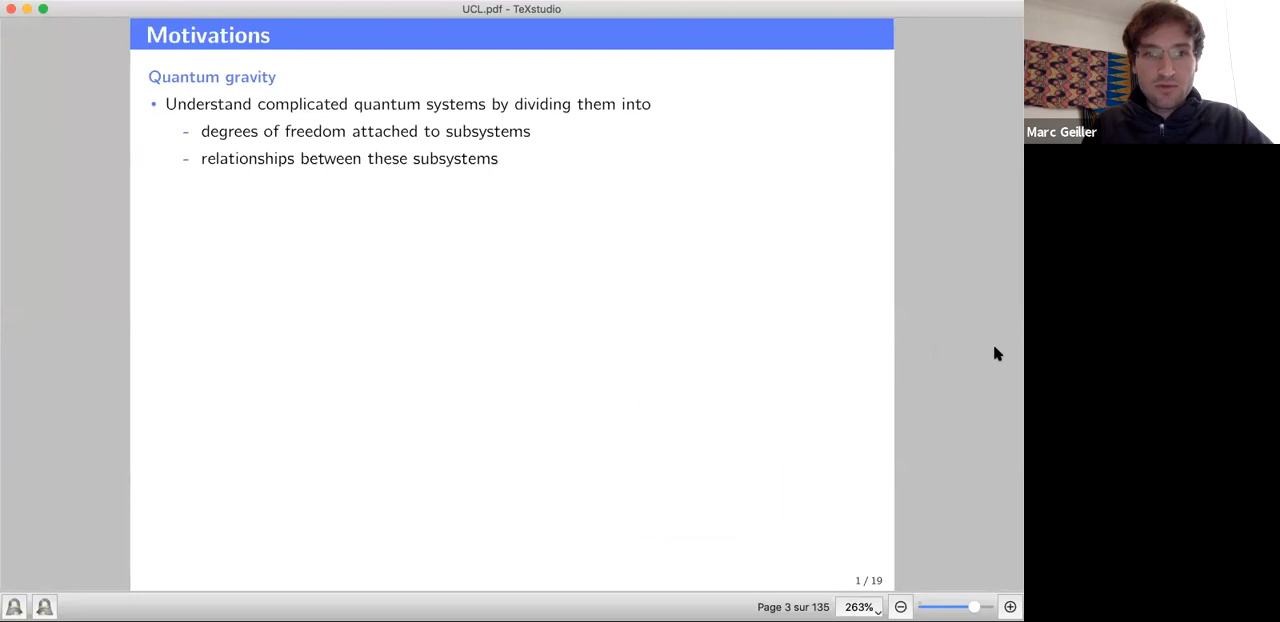 UCL.pdf - TeXstudio
Motivations
Quantum gravity
• Understand complicated quantum systems by dividing them into
- degrees of freedom attached to subsystems
- relationships between these subsystems
1 / 19
Page 3 sur 135
263%
Marc Geiller